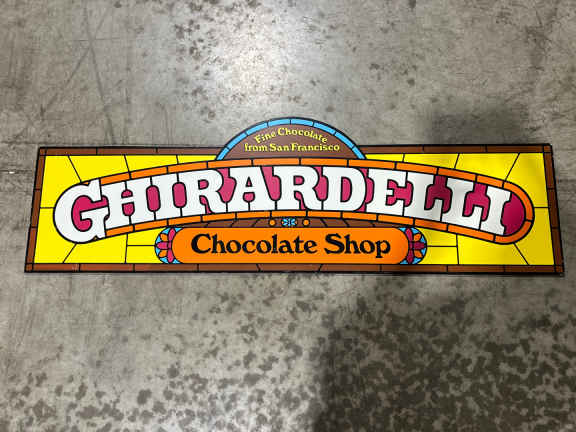 Fine Chocolate
from San Francisco
GHIRARDELLI
Chocolate Shop